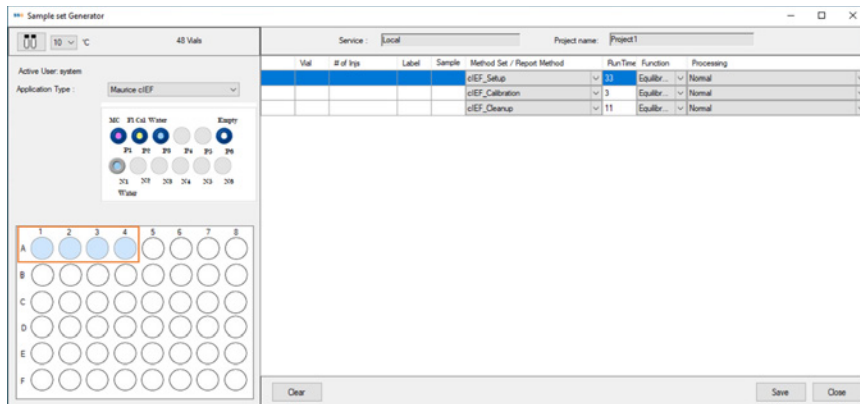 Sample set Generator
10 °C
48 Vials
Service : Local
Project name: Project1
Active User: system
Application Type : Maurice cIEF
MC Fl Cal Water Empty
P1 P2 P3 P4 P5 P6
N1 N2 N3 N4 N5 N6
Water
1 2 3 4 5 6 7 8
A
B
C
D
E
F
Vial # of Injs Label Sample Method Set / Report Method RunTime Function Processing
cIEF_Setup 33 Equilibr... Normal
cIEF_Calibration 3 Equilibr... Normal
cIEF_Cleanup 11 Equilibr... Normal
Clear Save Close